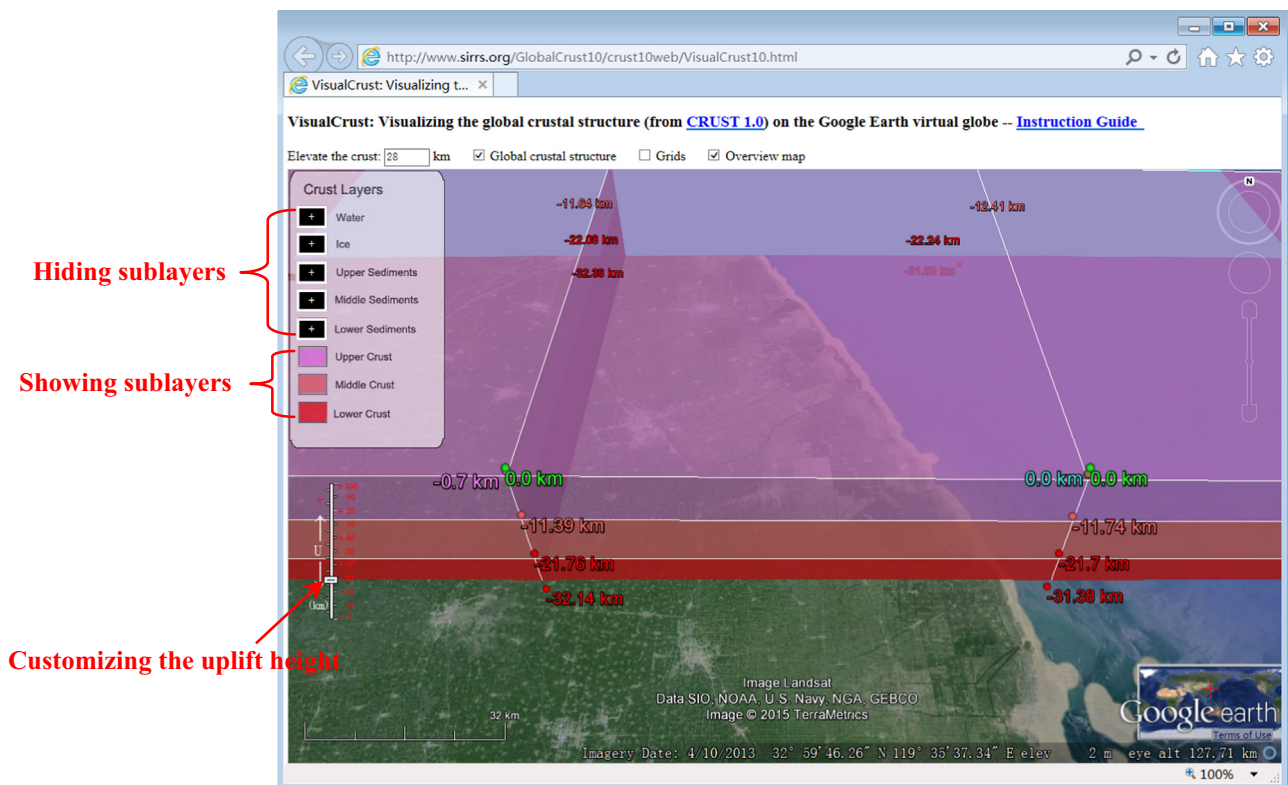 http://www.sirrs.org/GlobalCrust10/crust10web/VisualCrust10.html
VisualCrust: Visualizing t...
VisualCrust: Visualizing the global crustal structure (from CRUST 1.0) on the Google Earth virtual globe -- Instruction Guide
Elevate the crust: 28 km Global crustal structure Grids Overview map
Crust Layers
Water
Ice
Upper Sediments
Middle Sediments
Lower Sediments
Upper Crust
Middle Crust
Lower Crust
Hiding sublayers
Showing sublayers
Customizing the uplift height
N
-11.64 km
-12.41 km
-22.08 km
-22.24 km
-32.38 km
-0.7 km 0.0 km
0.0 km 0.0 km
-11.39 km
-11.74 km
-21.76 km
-21.7 km
-32.14 km
-31.38 km
U
(km)
32 km
Image Landsat
Data SIO, NOAA, U.S. Navy, NGA, GEBCO
Image © 2015 TerraMetrics
Google earth
Terms of Use
Imagery Date: 4/10/2013 32° 59'46.26" N 119° 35'37.34" E elev 2 m eye alt 127.71 km
100%